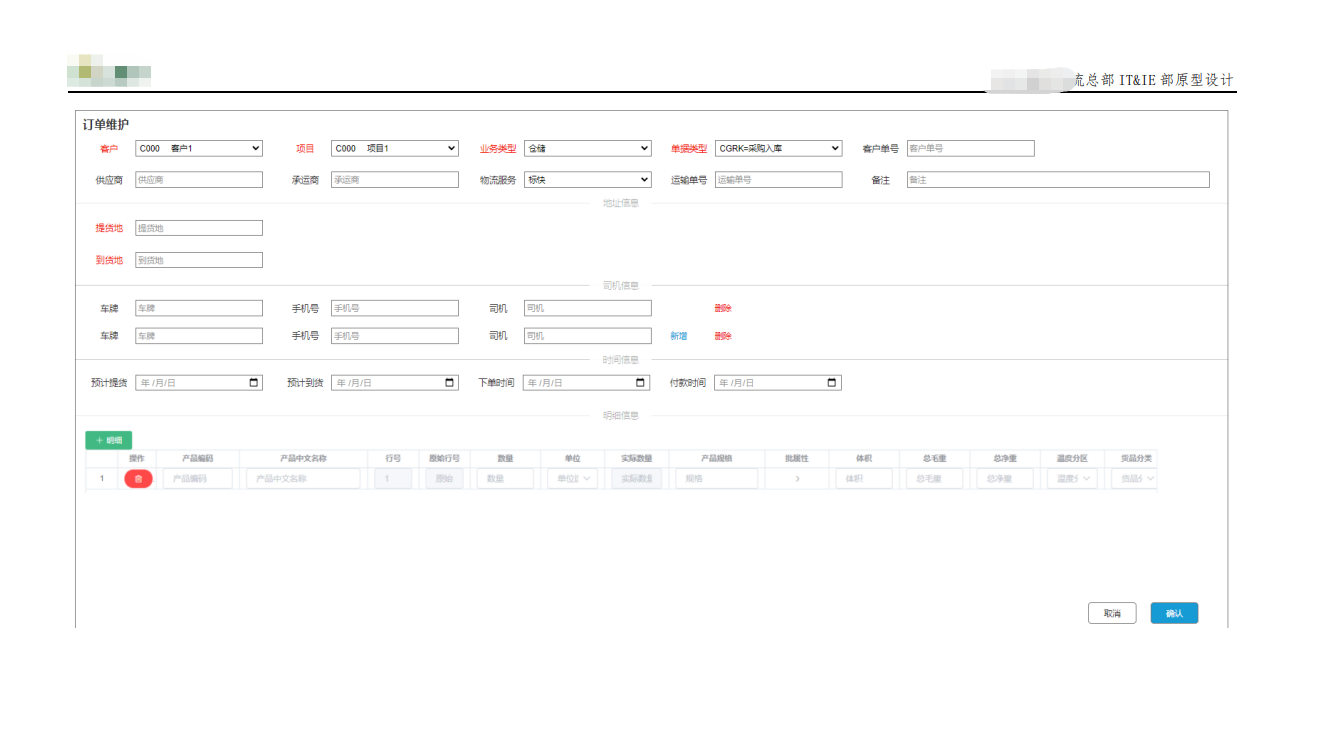 流总部 IT&IE 部原型设计
订单维护
客户 C000 客户1 项目 C000 项目1 业务类型 仓储 单据类型 CGRK=采购入库 客户单号 客户单号
供应商 供应商 承运商 承运商 物流服务 标快 运输单号 运输单号 备注 备注
地址信息
提货地 提货地
到货地 到货地
司机信息
车牌 车牌 手机号 手机号 司机 司机 删除
车牌 车牌 手机号 手机号 司机 司机 新增 删除
时间信息
预计提货 年 /月/日 预计到货 年 /月/日 下单时间 年 /月/日 付款时间 年 /月/日
明细信息
+ 明细
操作 产品编码 产品中文名称 行号 原始行号 数量 单位 实际数量 产品规格 批属性 体积 总毛重 总净重 温度分区 货品分类
1 产品编码 产品中文名称 1 原始 数量 单位 实际数量 规格 体积 总毛重 总净重 温度分 货品分
取消 确认